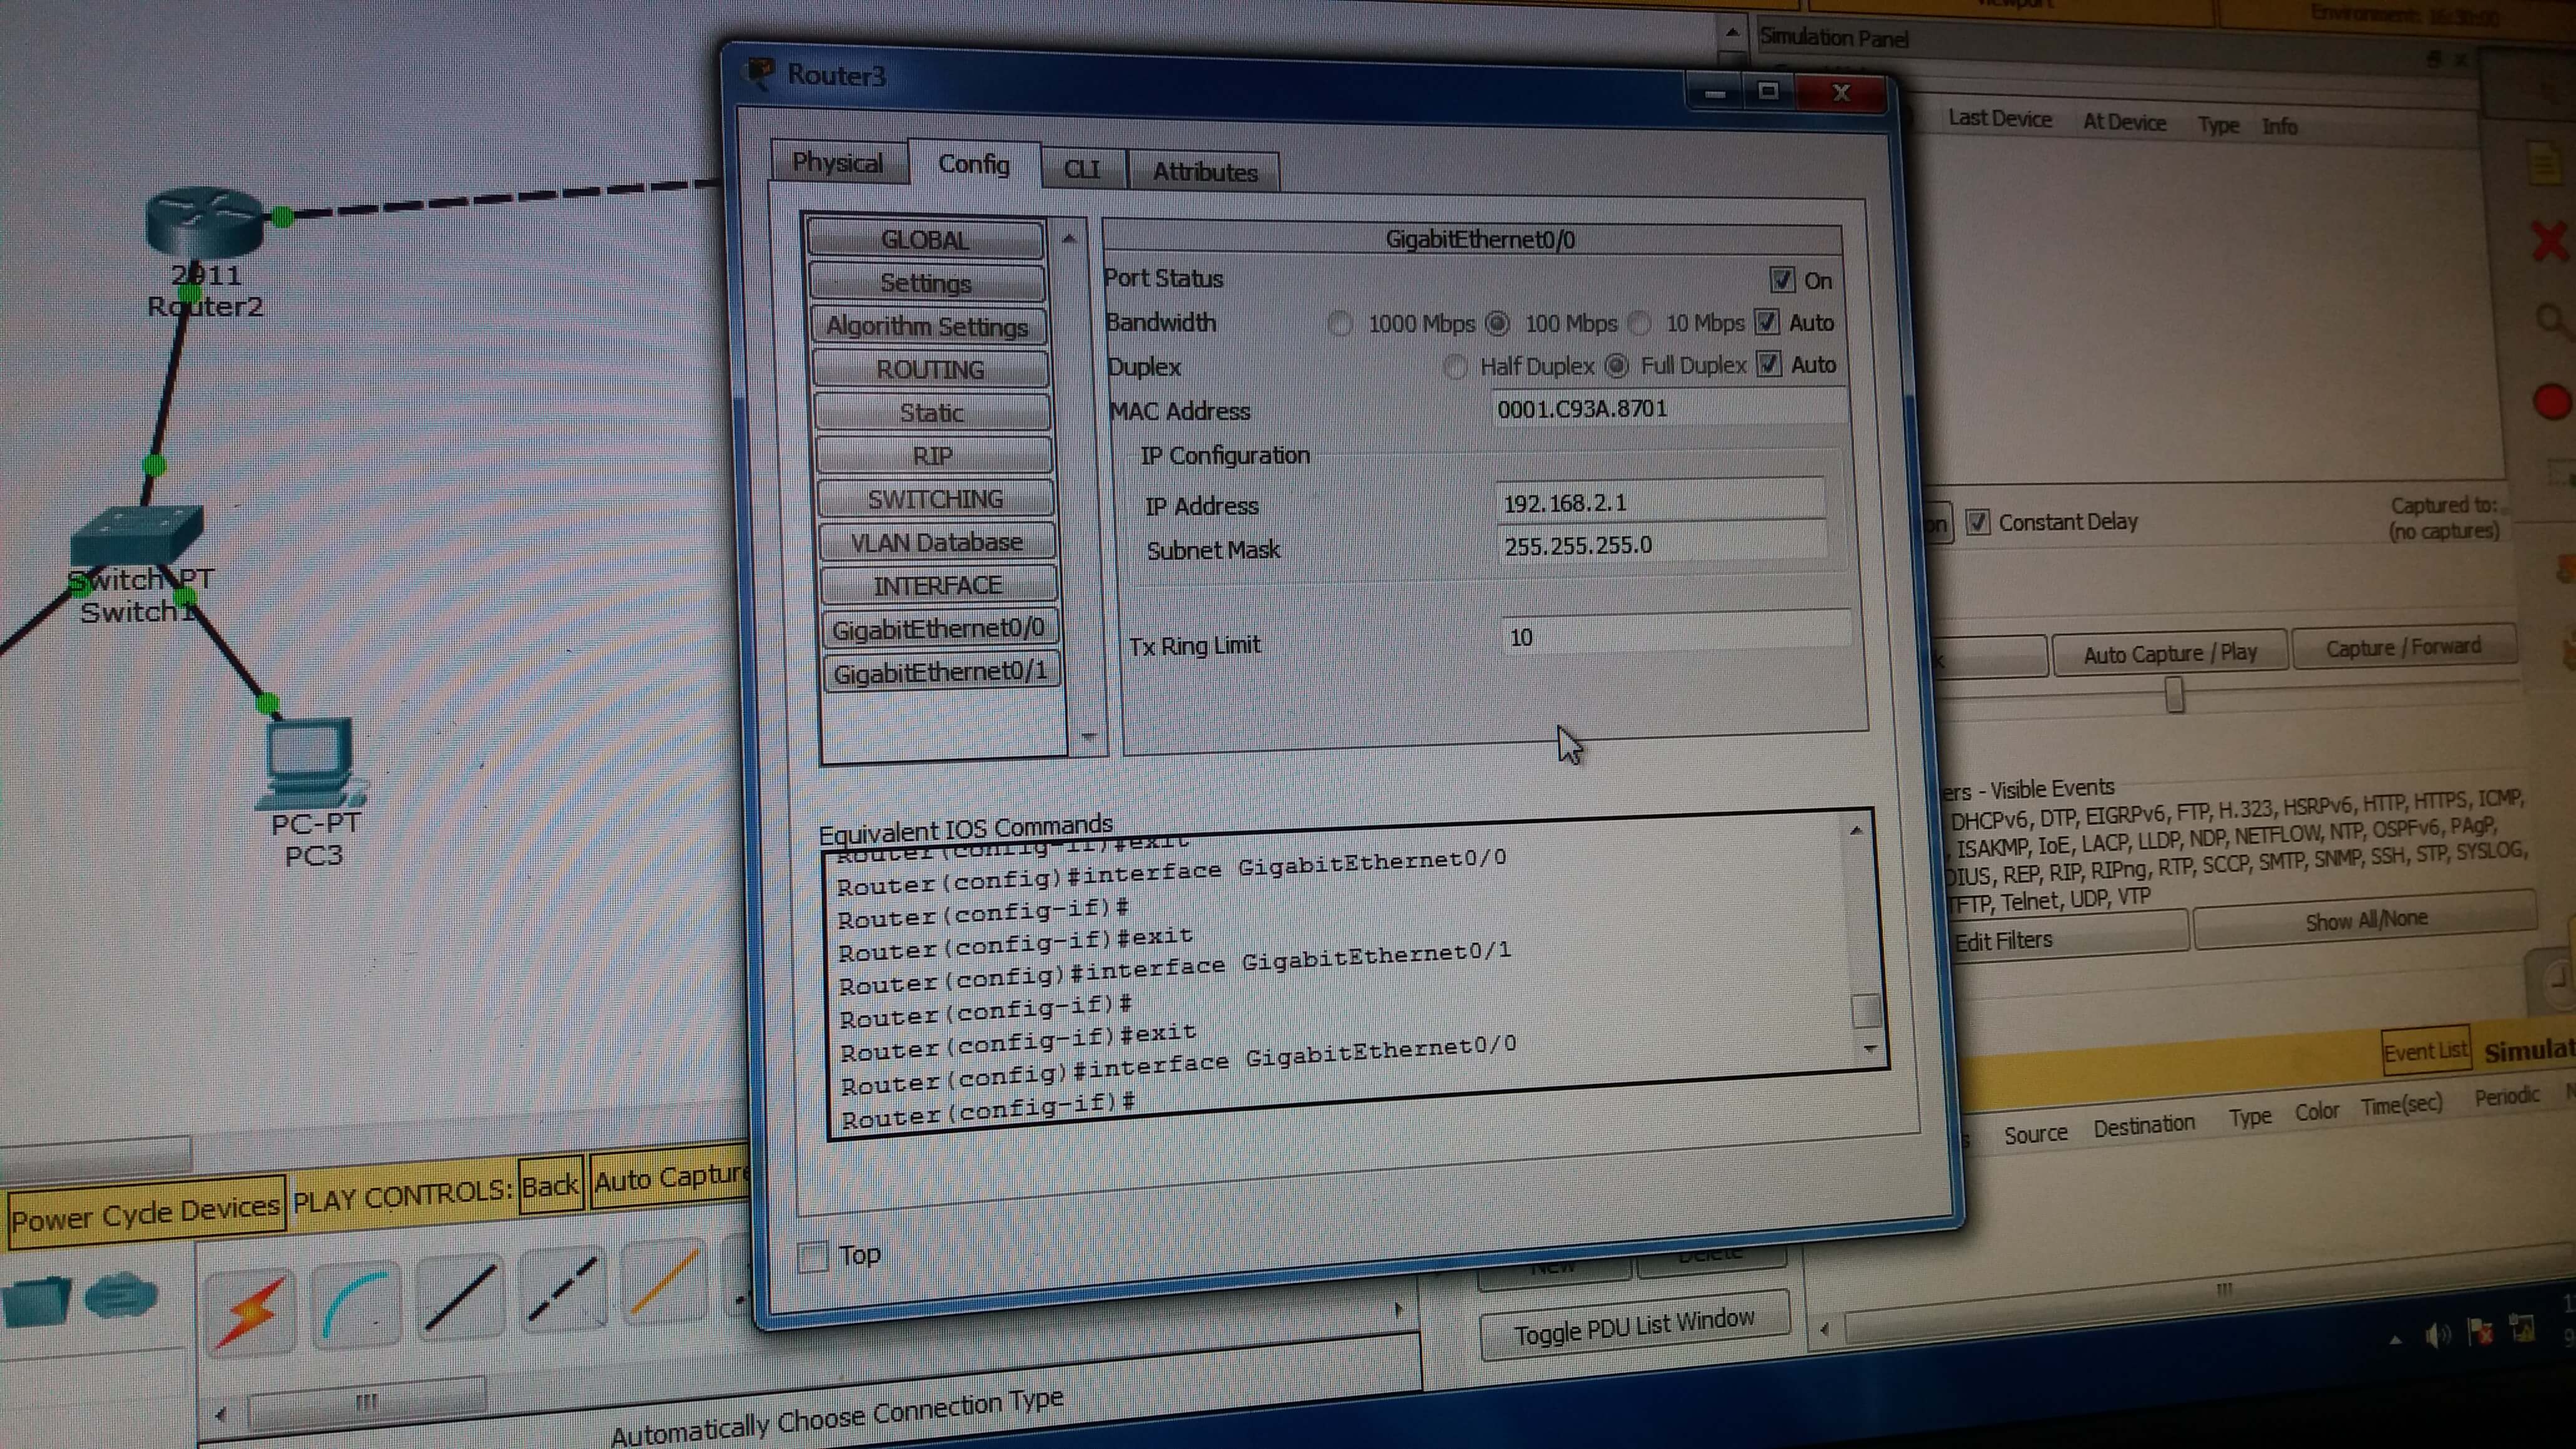 Viewport
Environment: 16:30:00
Simulation Panel
Router3
Last Device At Device Type Info
Physical Config CLI Attributes
GLOBAL
Settings
Algorithm Settings
ROUTING
Static
RIP
SWITCHING
VLAN Database
INTERFACE
GigabitEthernet0/0
GigabitEthernet0/1
GigabitEthernet0/0
Port Status On
Bandwidth 1000 Mbps 100 Mbps 10 Mbps Auto
Duplex Half Duplex Full Duplex Auto
MAC Address 0001.C93A.8701
IP Configuration
IP Address 192.168.2.1
Subnet Mask 255.255.255.0
Tx Ring Limit 10
Equivalent IOS Commands
Router(config-if)#exit
Router(config)#interface GigabitEthernet0/0
Router(config-if)#
Router(config-if)#exit
Router(config)#interface GigabitEthernet0/1
Router(config-if)#
Router(config-if)#exit
Router(config)#interface GigabitEthernet0/0
Router(config-if)#
Top
2911
Router2
Switch-PT
Switch1
PC-PT
PC3
on Constant Delay
Captured to:
(no captures)
k Auto Capture / Play Capture / Forward
ers - Visible Events
DHCPv6, DTP, EIGRPv6, FTP, H.323, HSRPv6, HTTP, HTTPS, ICMP,
, ISAKMP, IoE, LACP, LLDP, NDP, NETFLOW, NTP, OSPFv6, PAgP,
DIUS, REP, RIP, RIPng, RTP, SCCP, SMTP, SNMP, SSH, STP, SYSLOG,
TFTP, Telnet, UDP, VTP
Edit Filters Show All/None
Event List Simulat
s Source Destination Type Color Time(sec) Periodic N
Power Cycle Devices PLAY CONTROLS: Back Auto Capture
New Delete
Toggle PDU List Window
Automatically Choose Connection Type